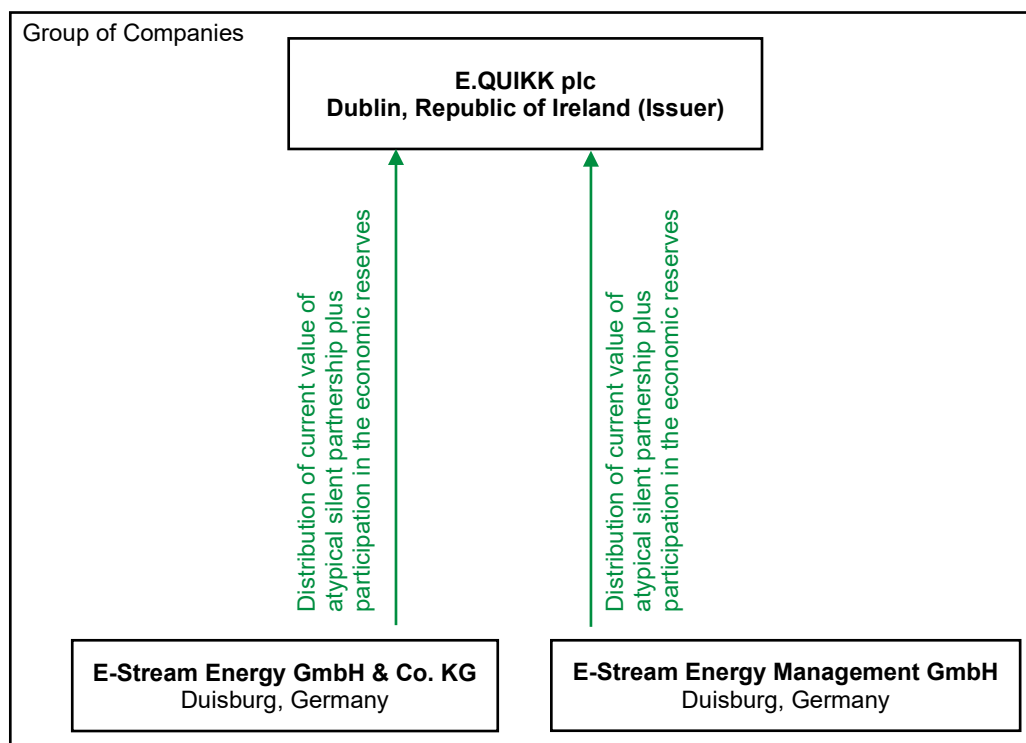 Group of Companies
E.QUIKK plc
Dublin, Republic of Ireland (Issuer)
Distribution of current value of
atypical silent partnership plus
participation in the economic reserves
Distribution of current value of
atypical silent partnership plus
participation in the economic reserves
E-Stream Energy GmbH & Co. KG
Duisburg, Germany
E-Stream Energy Management GmbH
Duisburg, Germany